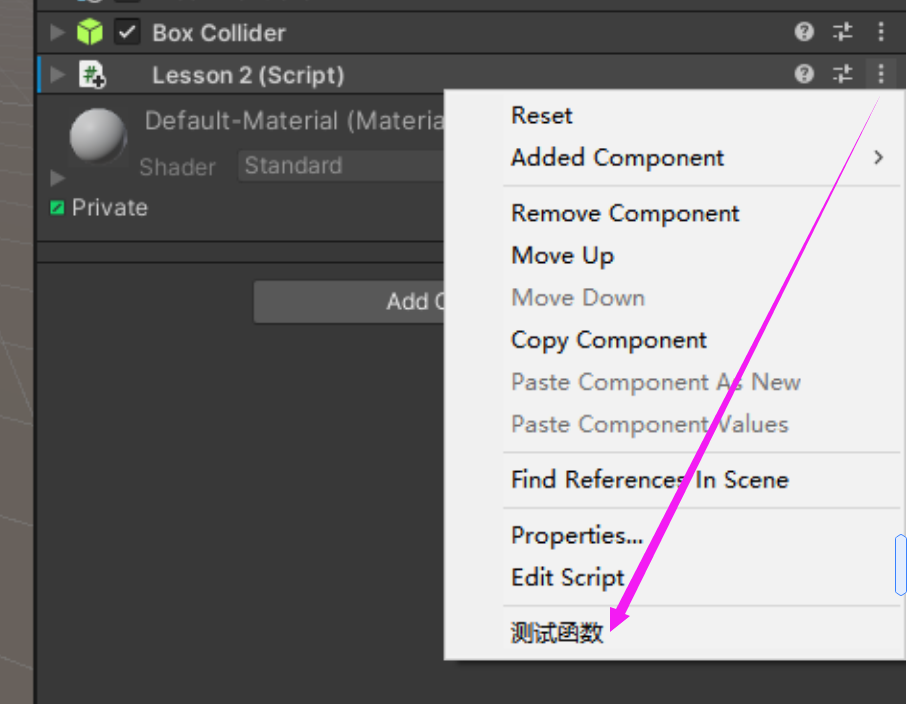 Box Collider
Lesson 2 (Script)
Default-Material (Materia
Shader Standard
Private
Add C
Reset
Added Component
Remove Component
Move Up
Move Down
Copy Component
Paste Component As New
Paste Component Values
Find References In Scene
Properties...
Edit Script
测试函数